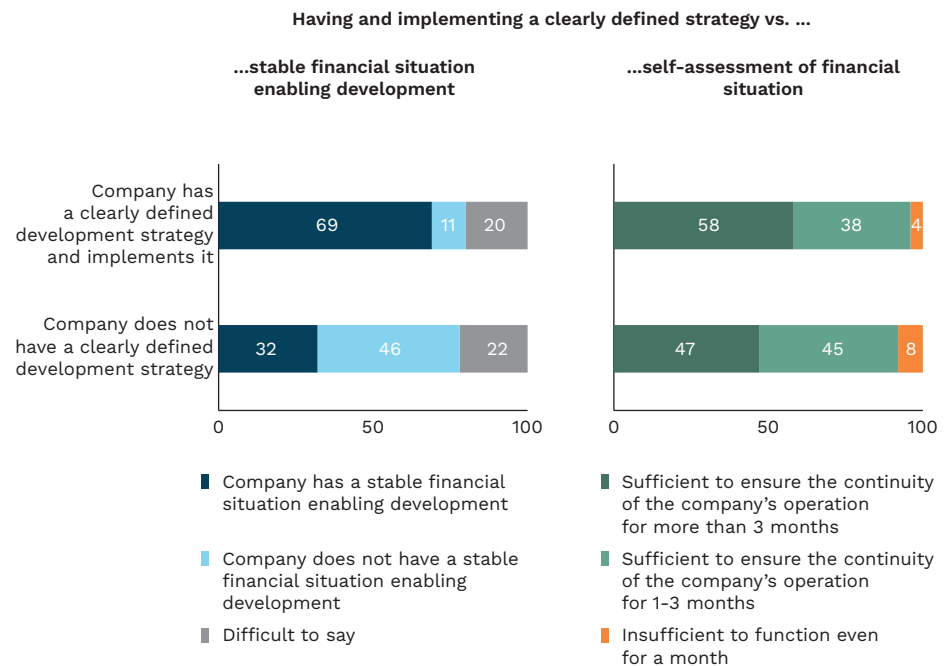 Having and implementing a clearly defined strategy vs. ...
...stable financial situation
enabling development
Company has
a clearly defined
development strategy
and implements it
69
11
20
Company does not
have a clearly defined
development strategy
32
46
22
0
50
100
Company has a stable financial
situation enabling development
Company does not have a stable
financial situation enabling
development
Difficult to say
...self-assessment of financial
situation
58
38
4
47
45
8
0
50
100
Sufficient to ensure the continuity
of the company’s operation
for more than 3 months
Sufficient to ensure the continuity
of the company’s operation
for 1-3 months
Insufficient to function even
for a month